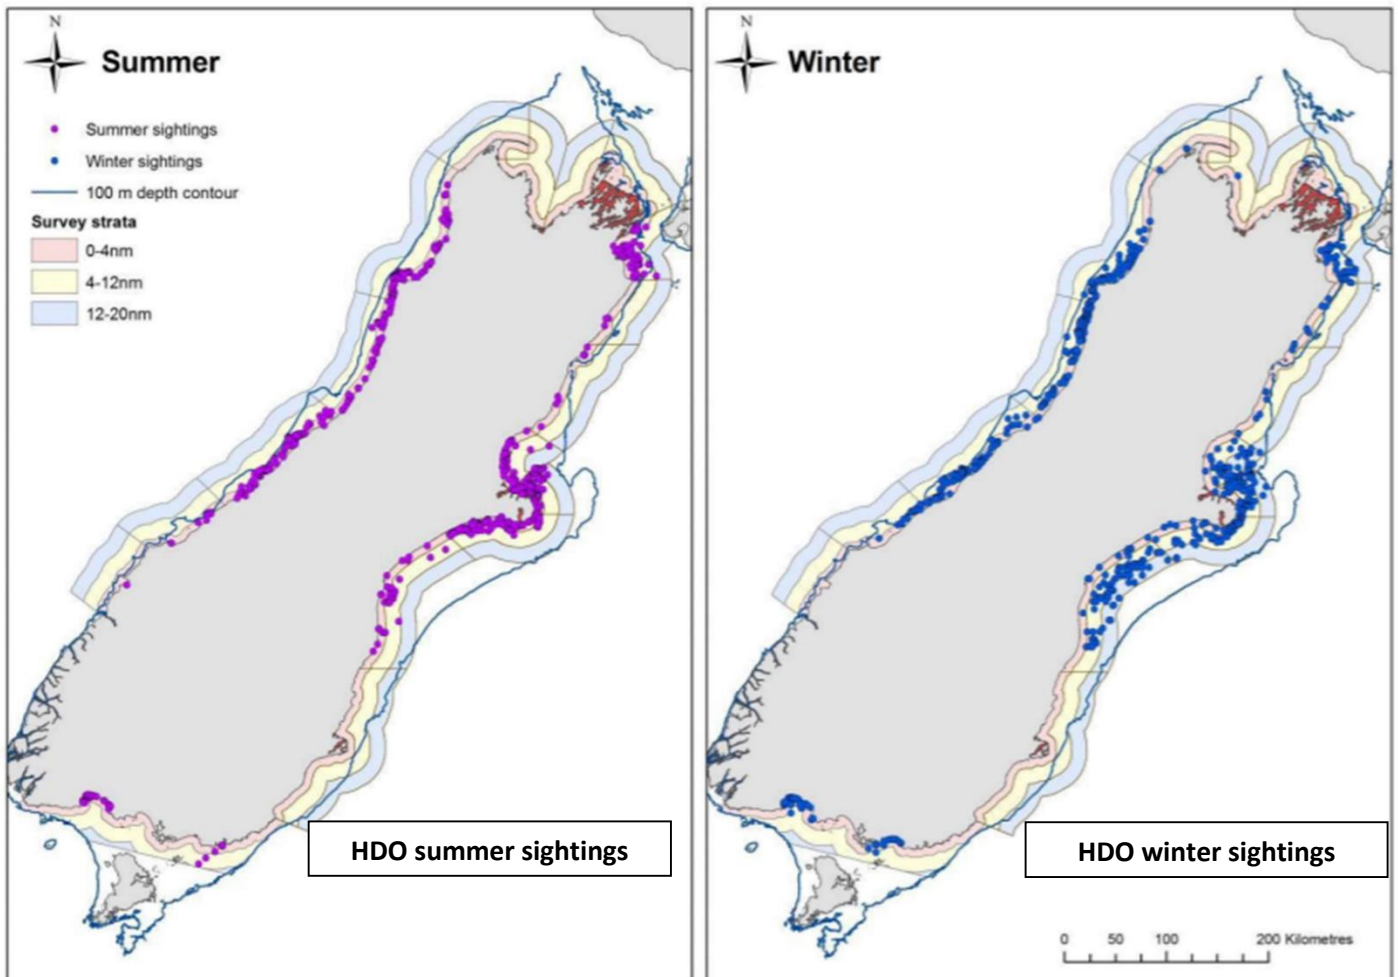 N
Summer
Summer sightings
Winter sightings
100 m depth contour
Survey strata
0-4nm
4-12nm
12-20nm
HDO summer sightings
N
Winter
HDO winter sightings
0 50 100 200 Kilometres